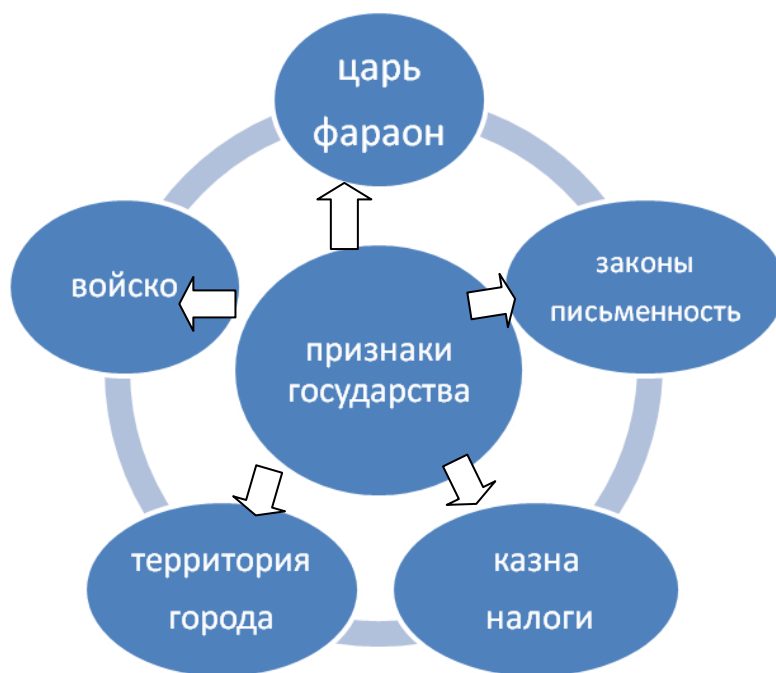 царь
фараон
законы
письменность
войско
признаки
государства
территория
города
казна
налоги